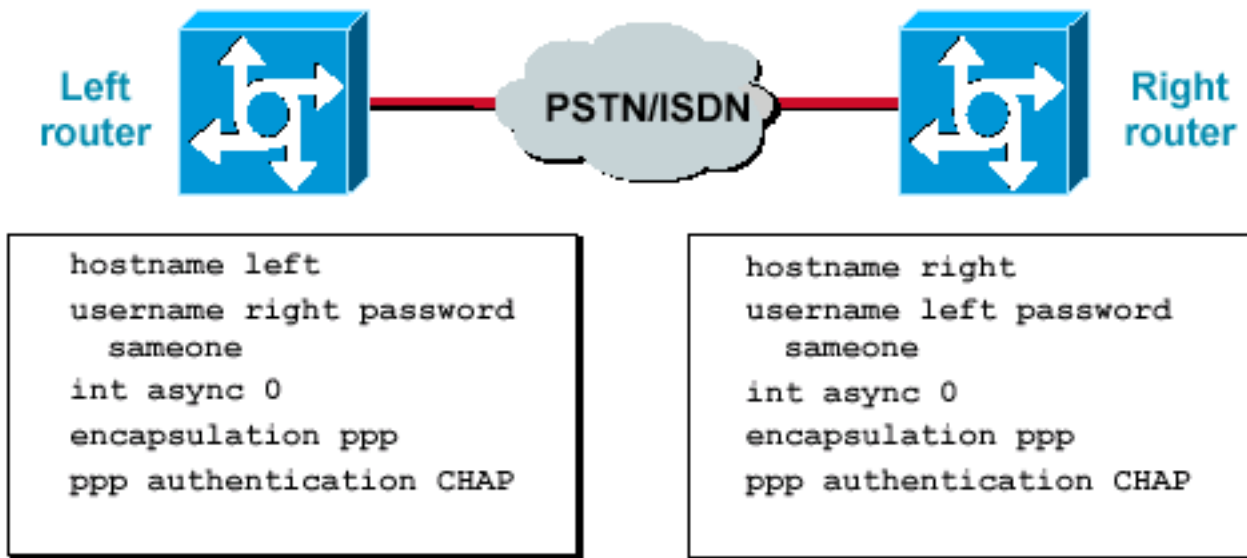 Left
router
PSTN/ISDN
Right
router
hostname left
username right password
sameone
int async 0
encapsulation ppp
ppp authentication CHAP
hostname right
username left password
sameone
int async 0
encapsulation ppp
ppp authentication CHAP